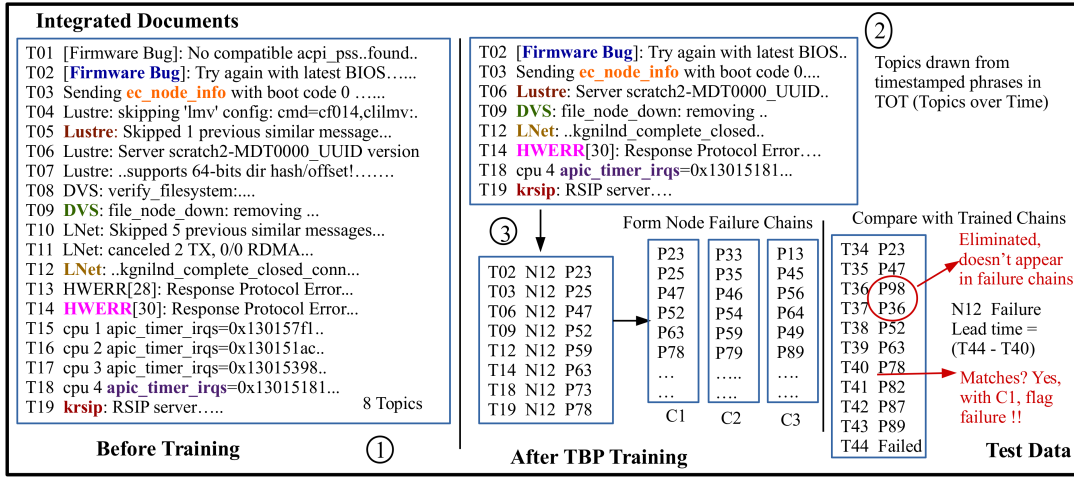 Integrated Documents
T01 [Firmware Bug]: No compatible acpi_pss..found..
T02 [Firmware Bug]: Try again with latest BIOS…...
T03 Sending ec_node_info with boot code 0 …...
T04 Lustre: skipping 'lmv' config: cmd=cf014,clilmv:.
T05 Lustre: Skipped 1 previous similar message...
T06 Lustre: Server scratch2-MDT0000_UUID version
T07 Lustre: ..supports 64-bits dir hash/offset!…….
T08 DVS: verify_filesystem:....
T09 DVS: file_node_down: removing ...
T10 LNet: Skipped 5 previous similar messages...
T11 LNet: canceled 2 TX, 0/0 RDMA...
T12 LNet: ..kgnilnd_complete_closed_conn...
T13 HWERR[28]: Response Protocol Error...
T14 HWERR[30]: Response Protocol Error...
T15 cpu 1 apic_timer_irqs=0x130157f1..
T16 cpu 2 apic_timer_irqs=0x130151ac..
T17 cpu 3 apic_timer_irqs=0x13015398..
T18 cpu 4 apic_timer_irqs=0x13015181...
T19 krsip: RSIP server…..
8 Topics
Before Training
1
T02 [Firmware Bug]: Try again with latest BIOS..
T03 Sending ec_node_info with boot code 0....
T06 Lustre: Server scratch2-MDT0000_UUID..
T09 DVS: file_node_down: removing ..
T12 LNet: ..kgnilnd_complete_closed..
T14 HWERR[30]: Response Protocol Error….
T18 cpu 4 apic_timer_irqs=0x13015181...
T19 krsip: RSIP server….
2
Topics drawn from
timestamped phrases in
TOT (Topics over Time)
3
T02 N12 P23
T03 N12 P25
T06 N12 P47
T09 N12 P52
T12 N12 P59
T14 N12 P63
T18 N12 P73
T19 N12 P78
Form Node Failure Chains
P23
P25
P47
P52
P63
P78
…
….
C1
P33
P35
P46
P54
P59
P79
…..
….
C2
P13
P45
P56
P64
P49
P89
….
….
C3
After TBP Training
Compare with Trained Chains
T34 P23
T35 P47
T36 P98
T37 P36
T38 P52
T39 P63
T40 P78
T41 P82
T42 P87
T43 P89
T44 Failed
Eliminated,
doesn't appear
in failure chains
N12 Failure
Lead time =
(T44 - T40)
Matches? Yes,
with C1, flag
failure !!
Test Data